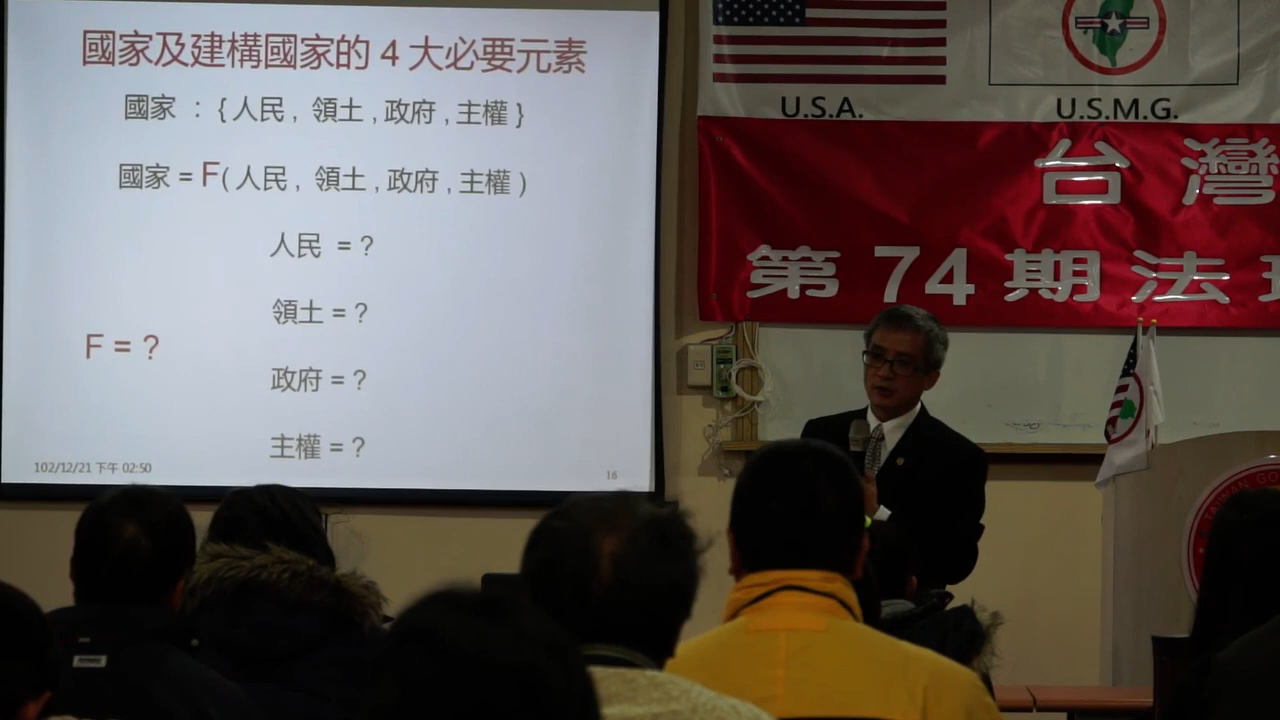 國家及建構國家的 4 大必要元素
國家 : { 人民 , 領土 , 政府 , 主權 }
國家 = F( 人民 , 領土 , 政府 , 主權 )
人民 = ?
領土 = ?
F = ?
政府 = ?
主權 = ?
102/12/21 下午 02:50
16
U.S.A.
U.S.M.G.
台灣
第 74 期 法
TAIWAN GO